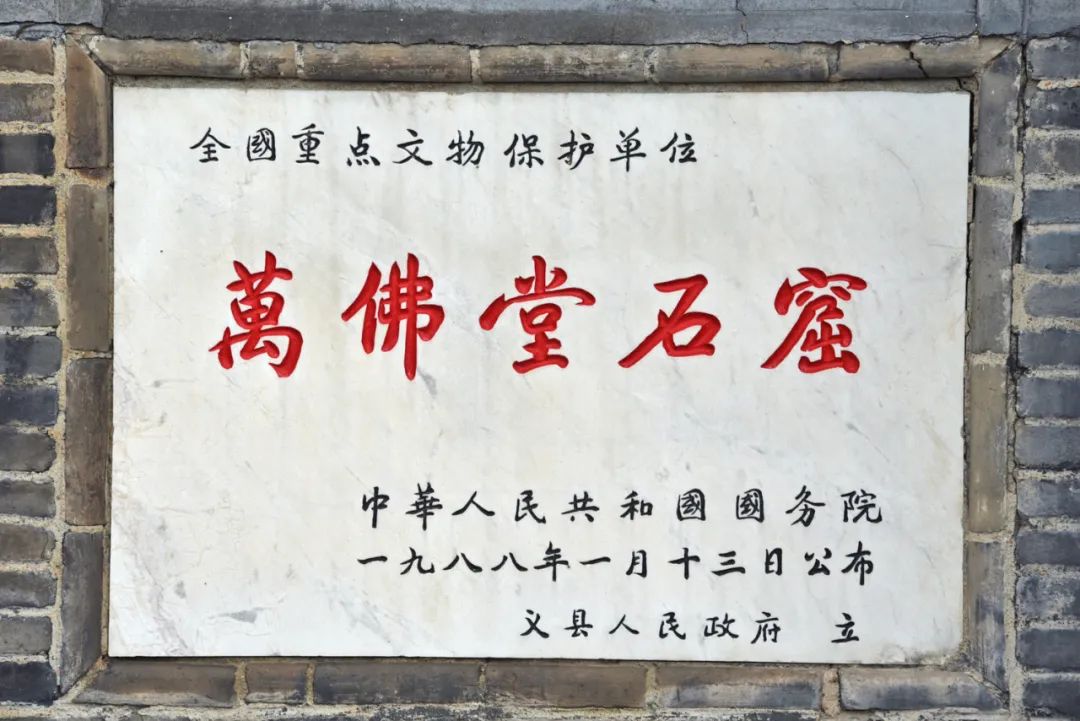 全國重点文物保护单位
萬佛堂石窟
中華人民共和國國务院
一九八八年一月十三日公布
义县人民政府 立